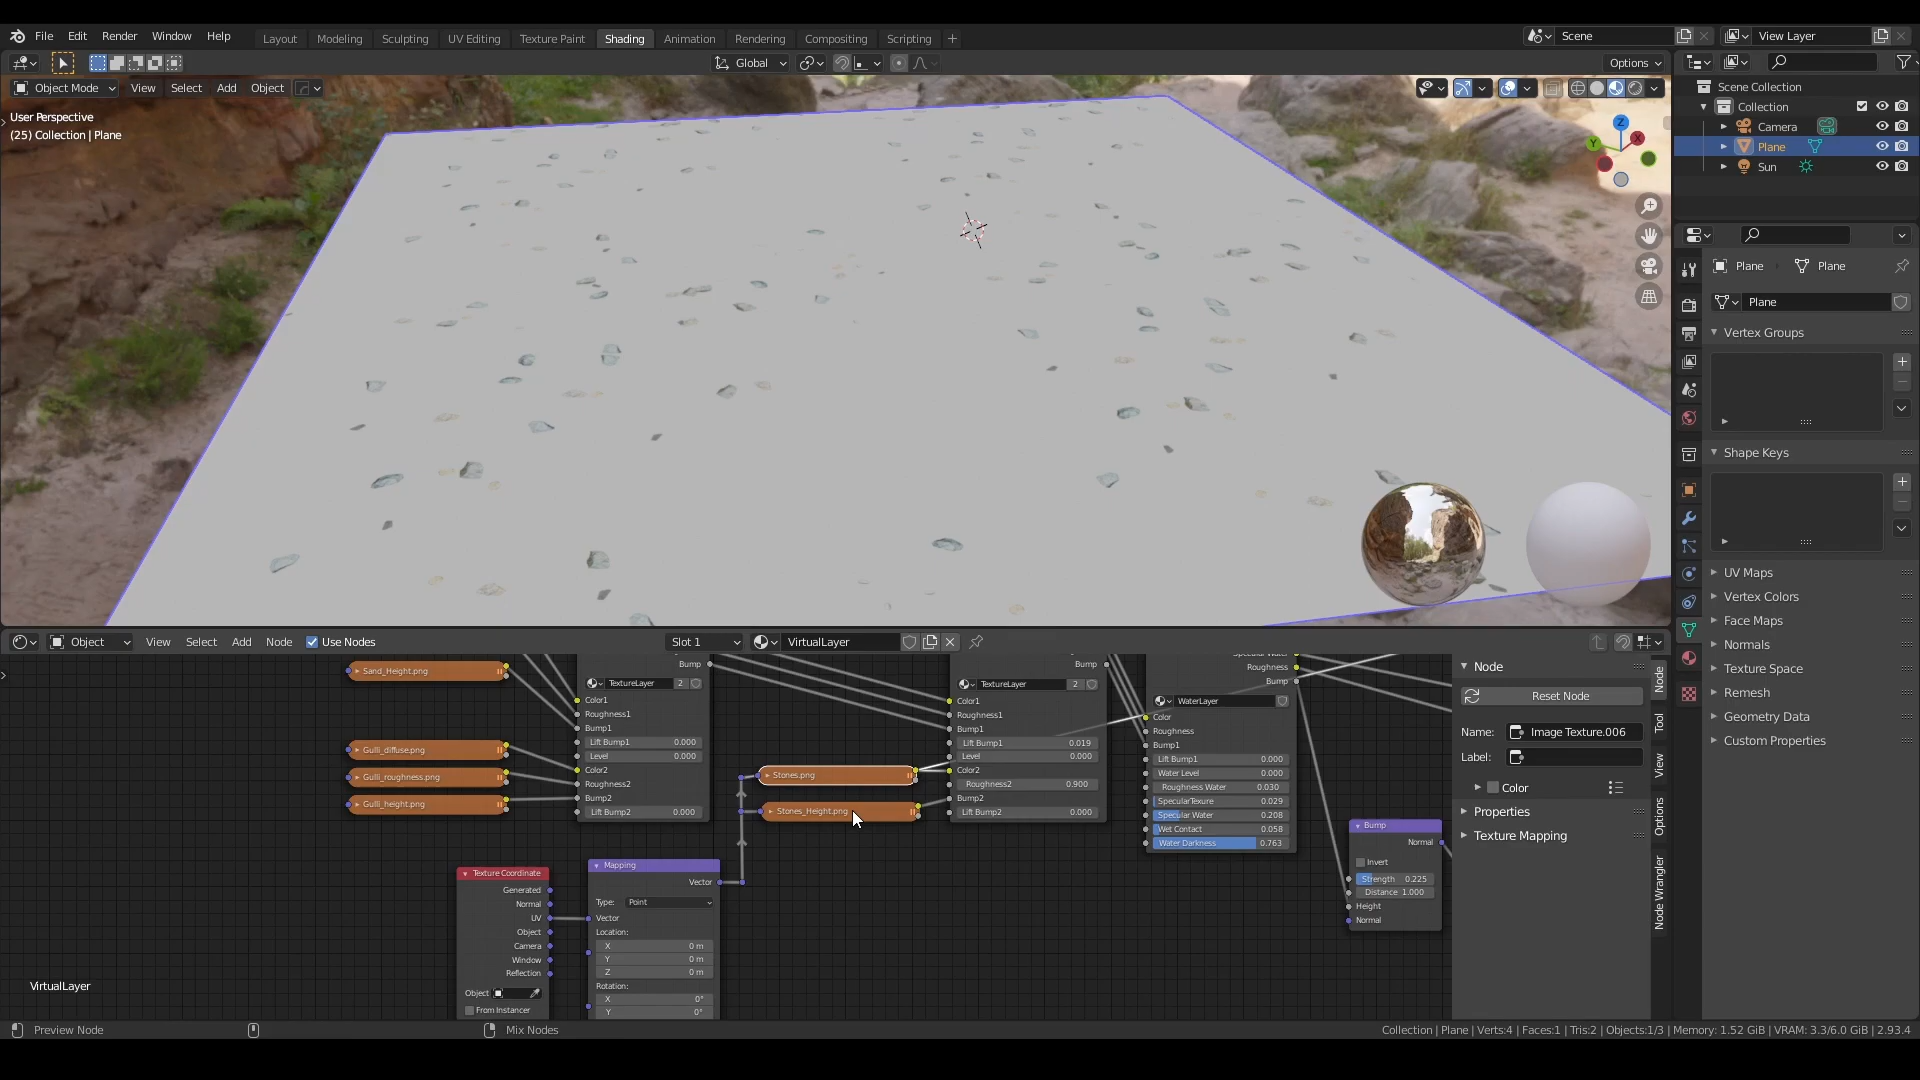 File Edit Render Window Help
Layout Modeling Sculpting UV Editing Texture Paint Shading Animation Rendering Compositing Scripting +
Scene
View Layer
Global
Options
Object Mode View Select Add Object
User Perspective
(25) Collection | Plane
Z
X
Y
Scene Collection
Collection
Camera
Plane
Sun
Plane Plane
Plane
Vertex Groups
Shape Keys
UV Maps
Vertex Colors
Face Maps
Normals
Texture Space
Remesh
Geometry Data
Custom Properties
Object View Select Add Node Use Nodes
Slot 1
VirtualLayer
Sand_Height.png
Gulli_diffuse.png
Gulli_roughness.png
Gulli_height.png
Bump
TextureLayer 2
Color1
Roughness1
Bump1
Lift Bump1 0.000
Level 0.000
Color2
Roughness2
Bump2
Lift Bump2 0.000
Stones.png
Stones_Height.png
Bump
TextureLayer 2
Color1
Roughness1
Bump1
Lift Bump1 0.019
Level 0.000
Color2
Roughness2 0.900
Bump2
Lift Bump2 0.000
Roughness
Bump
WaterLayer
Color
Roughness
Bump1
Lift Bump1 0.000
Water Level 0.000
Roughness Water 0.030
SpecularTexure 0.029
Specular Water 0.208
Wet Contact 0.058
Water Darkness 0.763
Bump
Normal
Invert
Strength 0.225
Distance 1.000
Height
Normal
Texture Coordinate
Generated
Normal
UV
Object
Camera
Window
Reflection
Object
From Instancer
Mapping
Vector
Type: Point
Vector
Location:
X 0 m
Y 0 m
Z 0 m
Rotation:
X 0°
Y 0°
Node
Reset Node
Name: Image Texture.006
Label:
Color
Properties
Texture Mapping
Node
Tool
View
Options
Node Wrangler
VirtualLayer
Preview Node
Mix Nodes
Collection | Plane | Verts:4 | Faces:1 | Tris:2 | Objects:1/3 | Memory: 1.52 GiB | VRAM: 3.3/6.0 GiB | 2.93.4